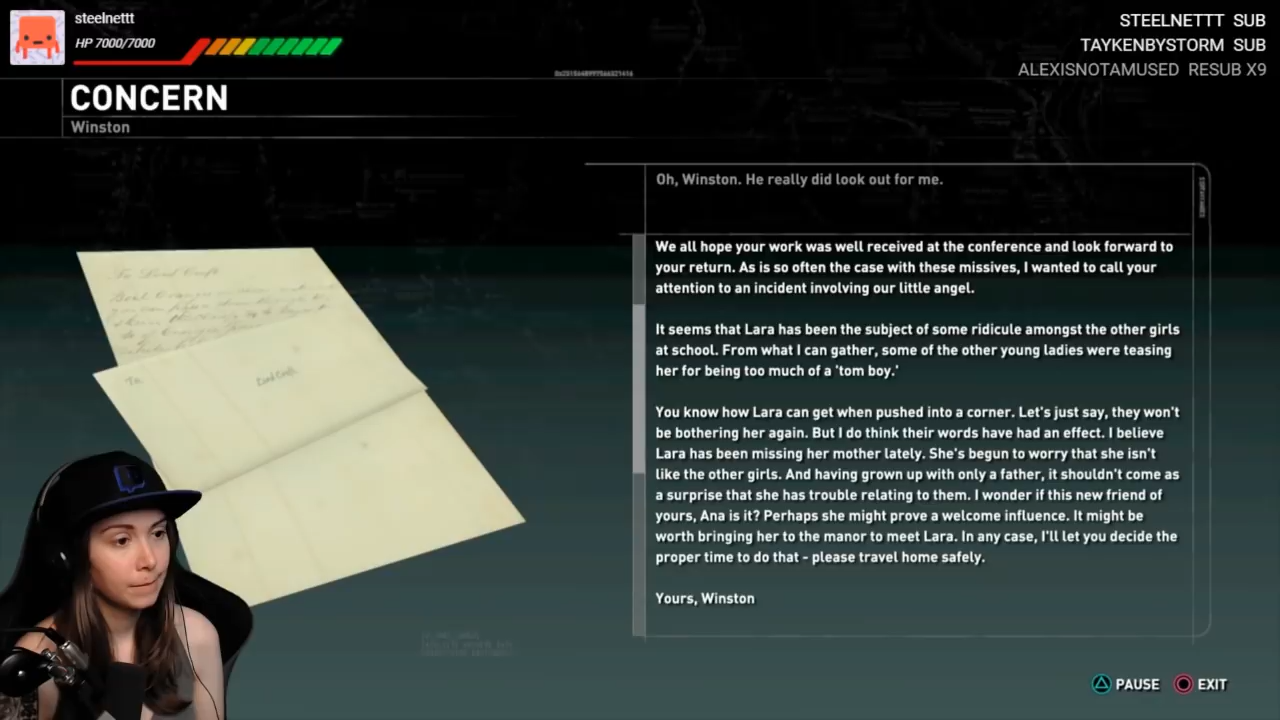 steelnettt
HP 7000/7000
STEELNETTT SUB
TAYKENBYSTORM SUB
ALEXISNOTAMUSED RESUB X9
CONCERN
Winston
Oh, Winston. He really did look out for me.
We all hope your work was well received at the conference and look forward to
your return. As is so often the case with these missives, I wanted to call your
attention to an incident involving our little angel.
It seems that Lara has been the subject of some ridicule amongst the other girls
at school. From what I can gather, some of the other young ladies were teasing
her for being too much of a 'tom boy.'
You know how Lara can get when pushed into a corner. Let's just say, they won't
be bothering her again. But I do think their words have had an effect. I believe
Lara has been missing her mother lately. She's begun to worry that she isn't
like the other girls. And having grown up with only a father, it shouldn't come as
a surprise that she has trouble relating to them. I wonder if this new friend of
yours, Ana is it? Perhaps she might prove a welcome influence. It might be
worth bringing her to the manor to meet Lara. In any case, I'll let you decide the
proper time to do that - please travel home safely.
Yours, Winston
To Lord Croft
To:
Lord Croft
PAUSE
EXIT